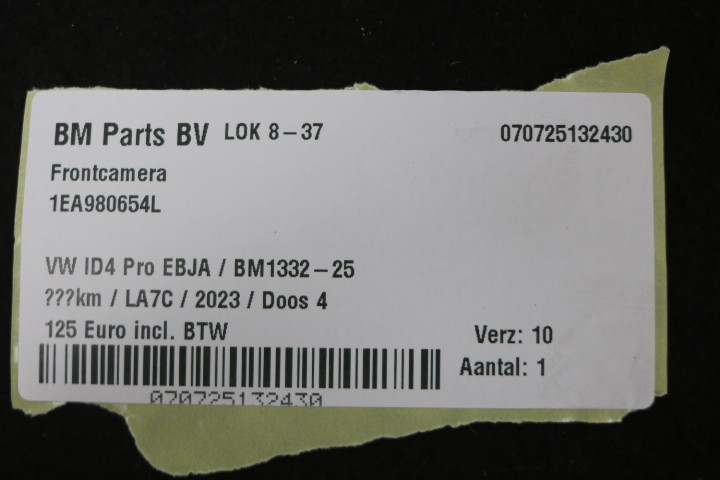 BM Parts BV LOK 8-37 070725132430
Frontcamera
1EA980654L
VW ID4 Pro EBJA / BM1332-25
???km / LA7C / 2023 / Doos 4
125 Euro incl. BTW Verz: 10
Aantal: 1
070725132430